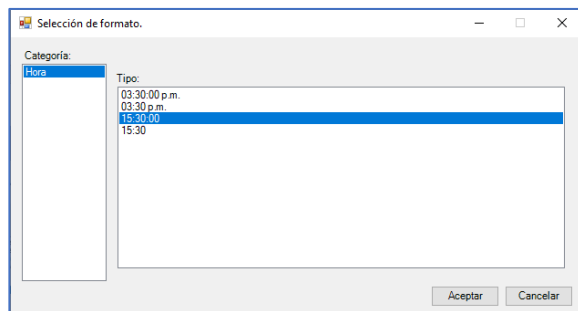 Selección de formato.
Categoría:
Hora
Tipo:
03:30:00 p.m.
03:30 p.m.
15:30:00
15:30
Aceptar
Cancelar